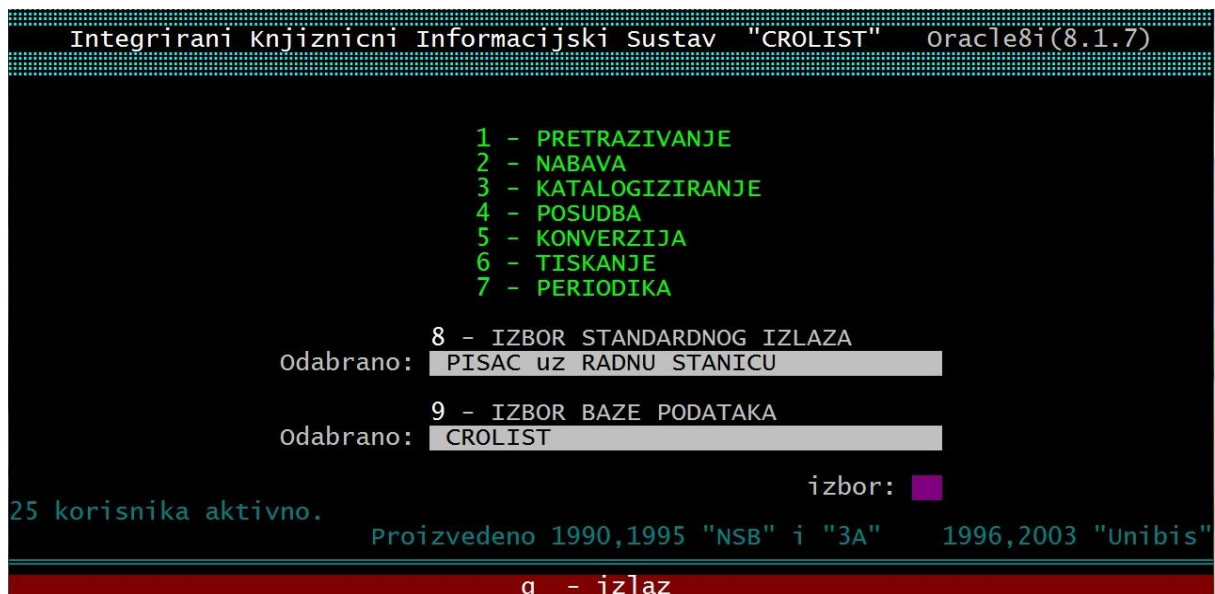 Integrirani Knjiznicni Informacijski Sustav "CROLIST" Oracle8i(8.1.7)
1 - PRETRAZIVANJE
2 - NABAVA
3 - KATALOGIZIRANJE
4 - POSUDBA
5 - KONVERZIJA
6 - TISKANJE
7 - PERIODIKA
8 - IZBOR STANDARDNOG IZLAZA
Odabrano: PISAC uz RADNU STANICU
9 - IZBOR BAZE PODATAKA
Odabrano: CROLIST
izbor:
25 korisnika aktivno.
Proizvedeno 1990,1995 "NSB" i "3A" 1996,2003 "Unibis"
q - izlaz